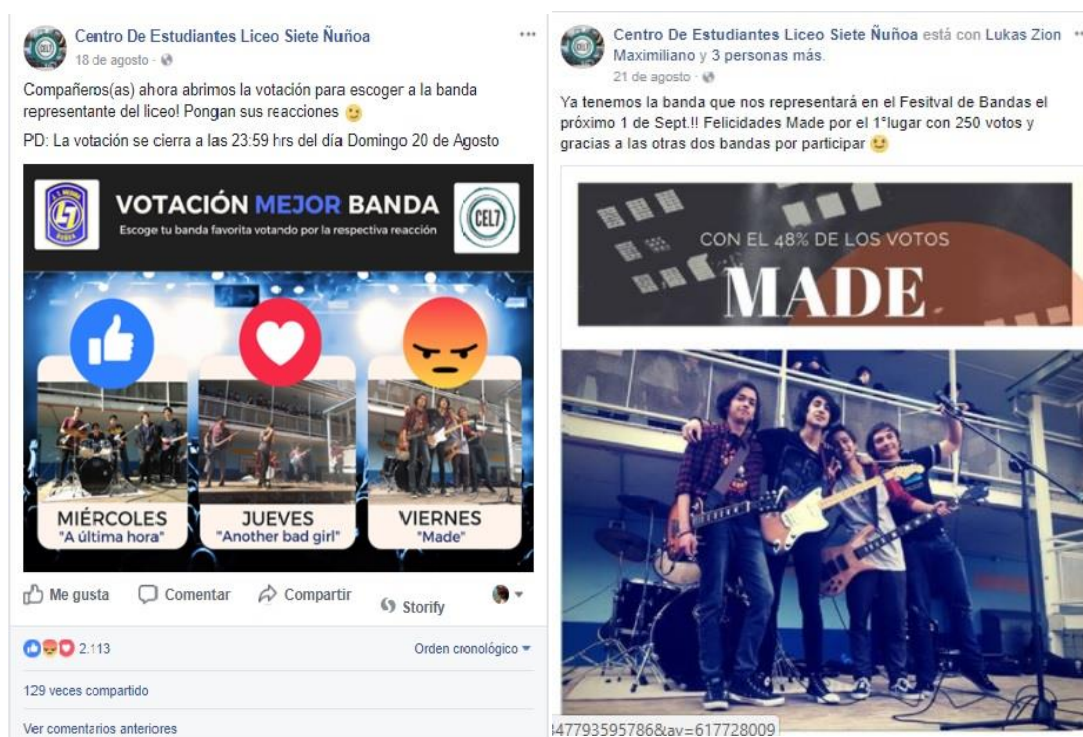 Centro De Estudiantes Liceo Siete Ñuñoa
18 de agosto ·
Compañeros(as) ahora abrimos la votación para escoger a la banda
representante del liceo! Pongan sus reacciones
PD: La votación se cierra a las 23:59 hrs del día Domingo 20 de Agosto
L7
VOTACIÓN MEJOR BANDA
Escoge tu banda favorita votando por la respectiva reacción
CEL7
MIÉRCOLES
"A última hora"
JUEVES
"Another bad girl"
VIERNES
"Made"
Me gusta
Comentar
Compartir
Storify
2.113
Orden cronológico
129 veces compartido
Ver comentarios anteriores
Centro De Estudiantes Liceo Siete Ñuñoa está con Lukas Zion
Maximiliano y 3 personas más.
21 de agosto ·
Ya tenemos la banda que nos representará en el Fesitval de Bandas el
próximo 1 de Sept.!! Felicidades Made por el 1°lugar con 250 votos y
gracias a las otras dos bandas por participar
CON EL 48% DE LOS VOTOS
MADE
347793595786&av=617728009